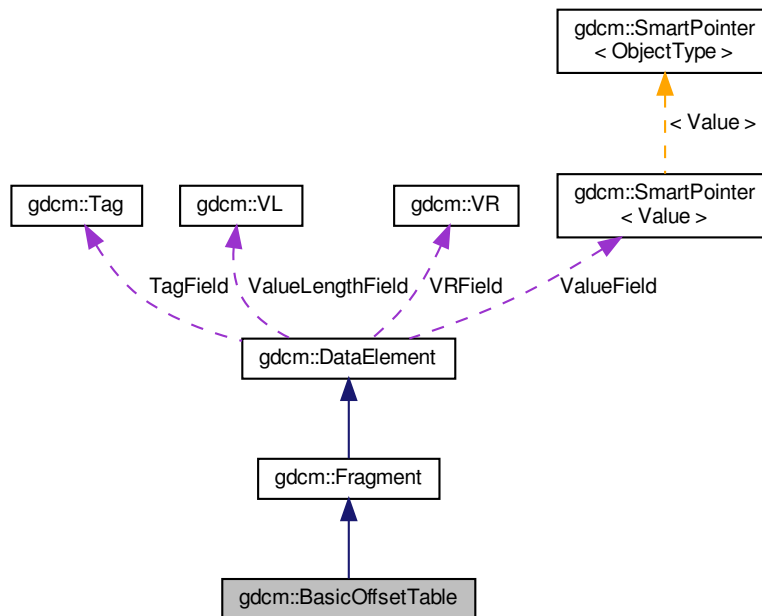 gdcm::SmartPointer
< ObjectType >
< Value >
gdcm::Tag
gdcm::VL
gdcm::VR
gdcm::SmartPointer
< Value >
TagField
ValueLengthField
VRField
ValueField
gdcm::DataElement
gdcm::Fragment
gdcm::BasicOffsetTable